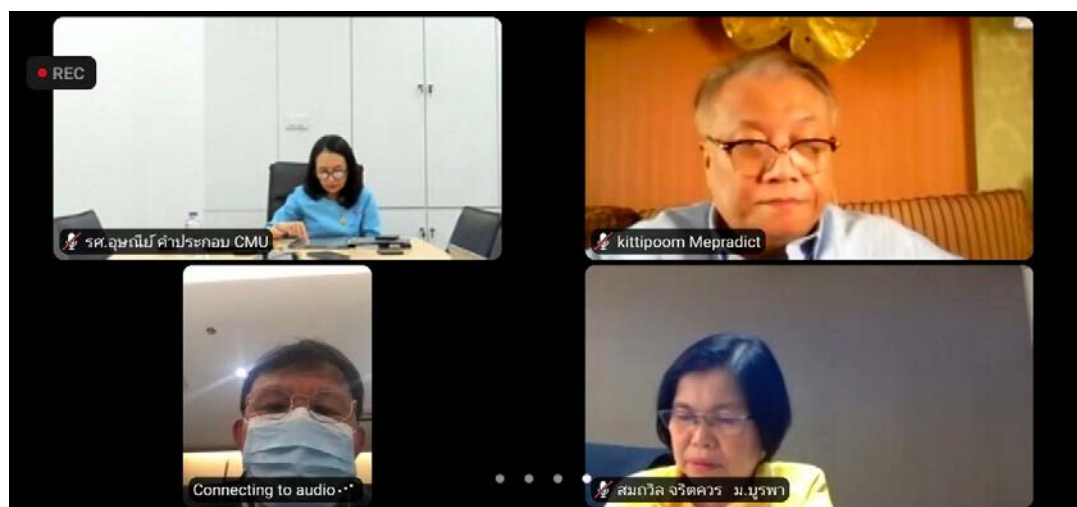 REC
รศ.อุษณีย์ คำประกอบ CMU
kittipoom Mepradict
Connecting to audio
สมถวิล จริตควร ม.บูรพา